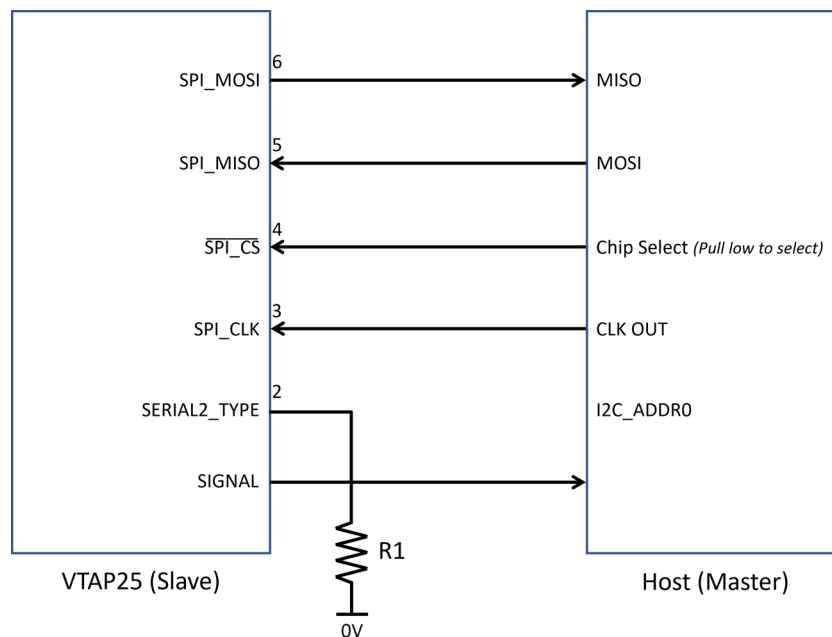 6
SPI_MOSI
MISO
5
SPI_MISO
MOSI
4
SPI_CS
Chip Select (Pull low to select)
3
SPI_CLK
CLK OUT
2
SERIAL2_TYPE
I2C_ADDR0
SIGNAL
R1
VTAP25 (Slave)
Host (Master)
0V